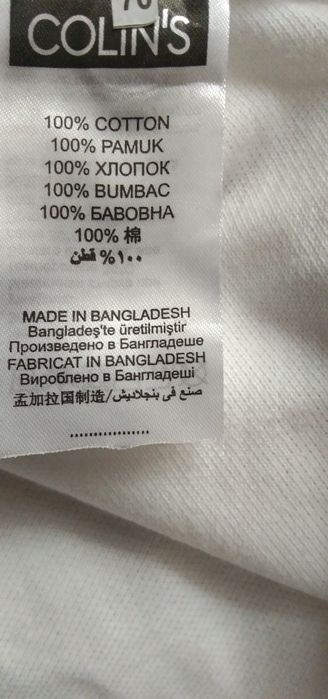 COLIN'S
100% COTTON
100% PAMUK
100% ХЛОПОК
100% BUMBAC
100% БАВОВНА
100% 棉
١٠٠% قطن
MADE IN BANGLADESH
Bangladeş'te üretilmiştir
Произведено в Бангладеше
FABRICAT IN BANGLADESH
Вироблено в Бангладеші
孟加拉国制造/صنع في بنجلاديش